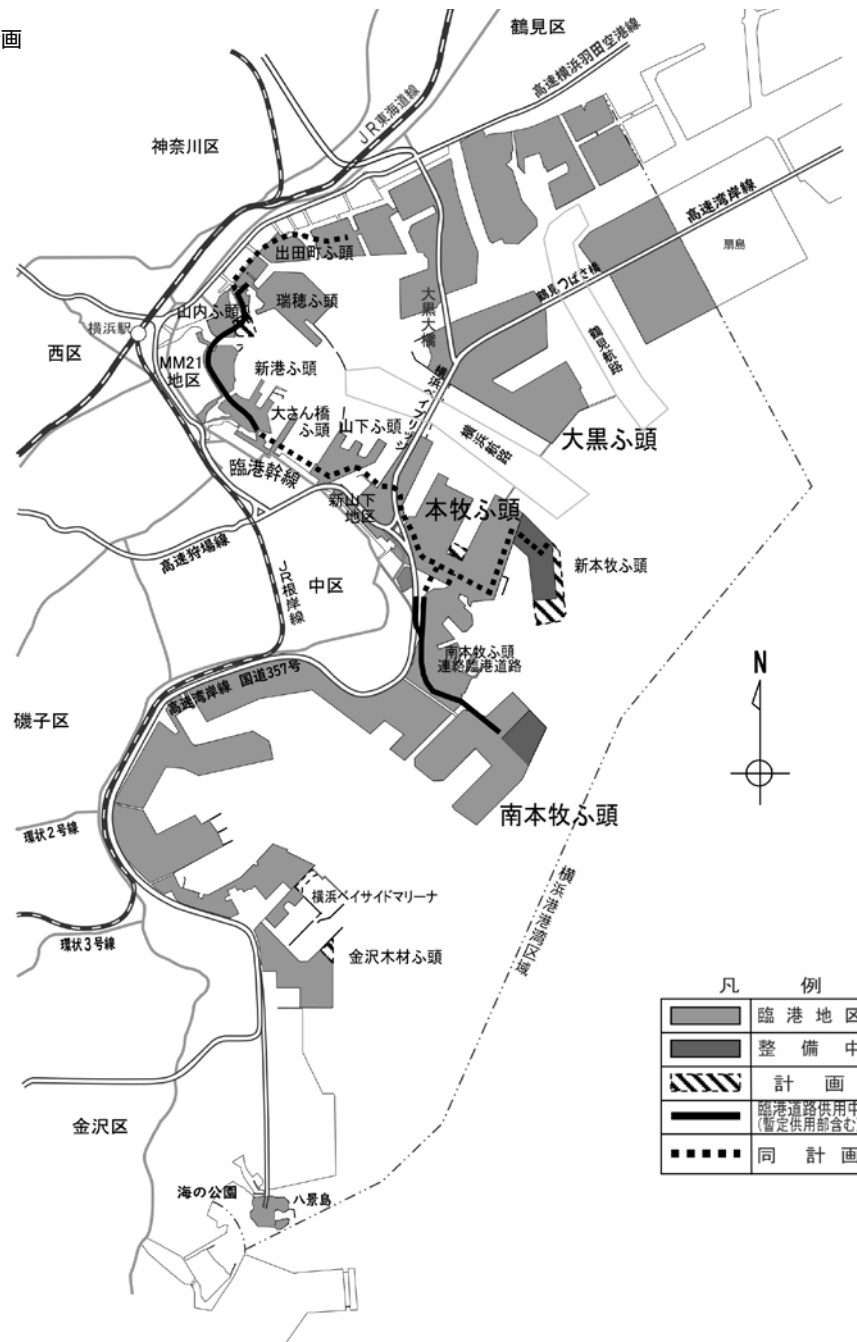 画
鶴見区
高速横浜羽田空港線
JR東海道線
神奈川区
高速湾岸線
扇島
出田町ふ頭
鶴見つばさ橋
大黒大橋
瑞穂ふ頭
山内ふ頭
横浜駅
鶴見航路
西区
MM21
地区
新港ふ頭
横浜ベイブリッジ
大さん橋
ふ頭
山下ふ頭
横浜航路
大黒ふ頭
臨港幹線
新山下
地区
本牧ふ頭
高速狩場線
JR根岸線
中区
新本牧ふ頭
南本牧ふ頭
連絡臨港道路
N
高速湾岸線 国道357号
磯子区
南本牧ふ頭
環状2号線
横浜ベイサイドマリーナ
横浜港港湾区域
環状3号線
金沢木材ふ頭
凡例
臨港地区
整備中
計画
臨港道路供用中
(暫定供用部含む
同計画
金沢区
海の公園
八景島